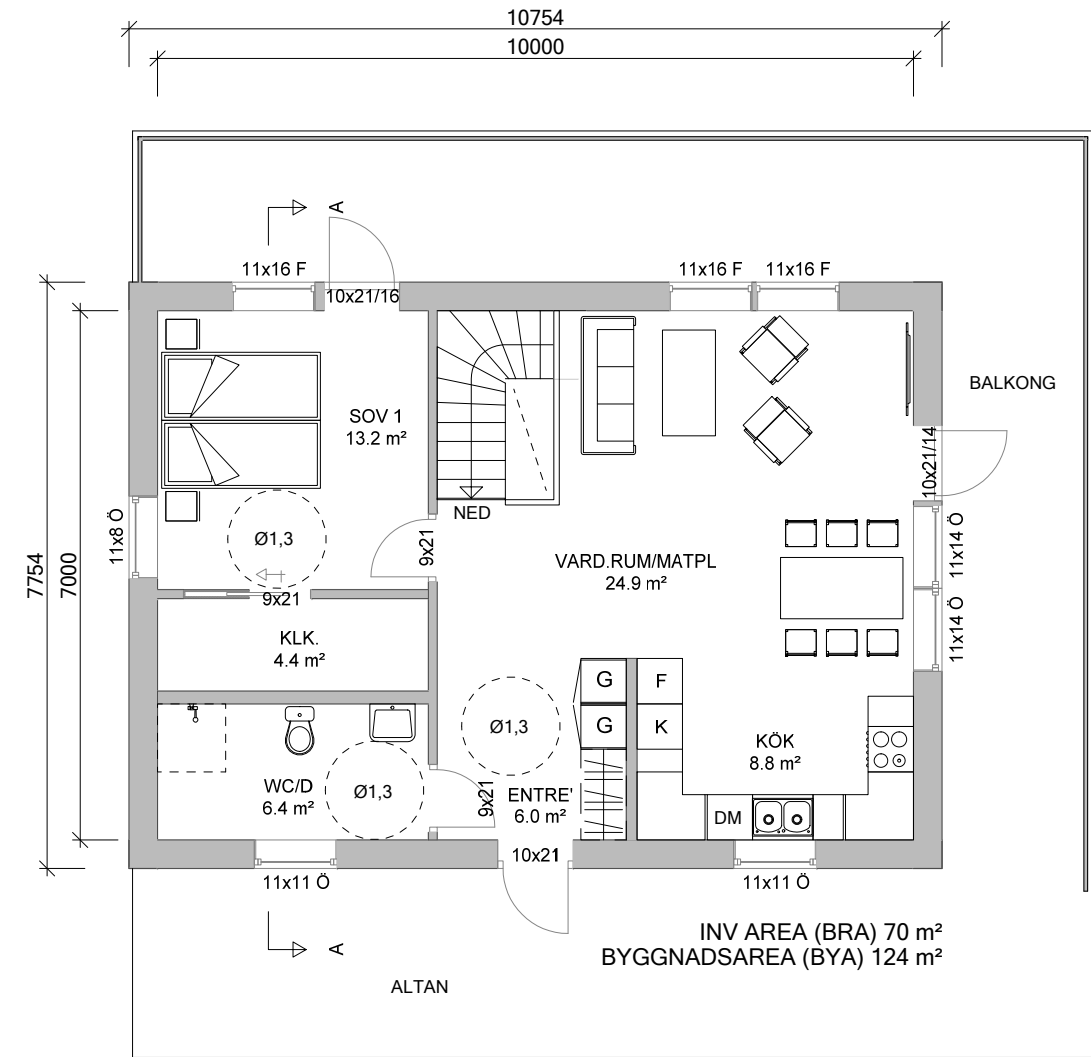 10754
10000
A
11x16 F
11x16 F
11x16 F
10x21/16
BALKONG
SOV 1
13.2 m²
10x21/14
NED
11x8 Ö
Ø1,3
9x21
11x14 Ö
VARD.RUM/MATPL
24.9 m²
7754
7000
9x21
11x14 Ö
KLK.
4.4 m²
G
F
G
K
Ø1,3
KÖK
8.8 m²
WC/D
6.4 m²
Ø1,3
9x21
ENTRE'
6.0 m²
DM
10x21
11x11 Ö
11x11 Ö
INV AREA (BRA) 70 m²
BYGGNADSAREA (BYA) 124 m²
A
ALTAN